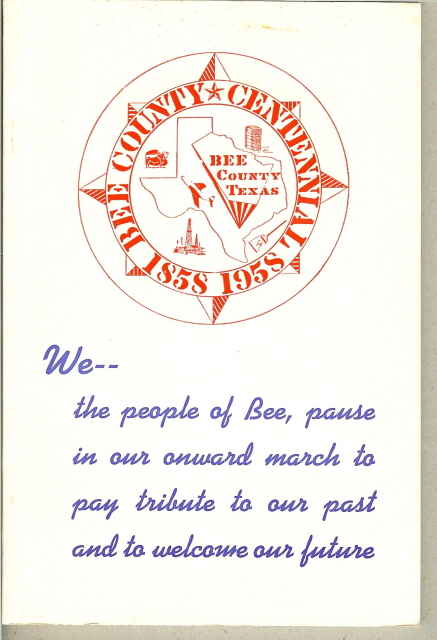 BEE COUNTY ★ CENTENNIAL
1858 1958
BEE
COUNTY
TEXAS
We--
the people of Bee, pause
in our onward march to
pay tribute to our past
and to welcome our future